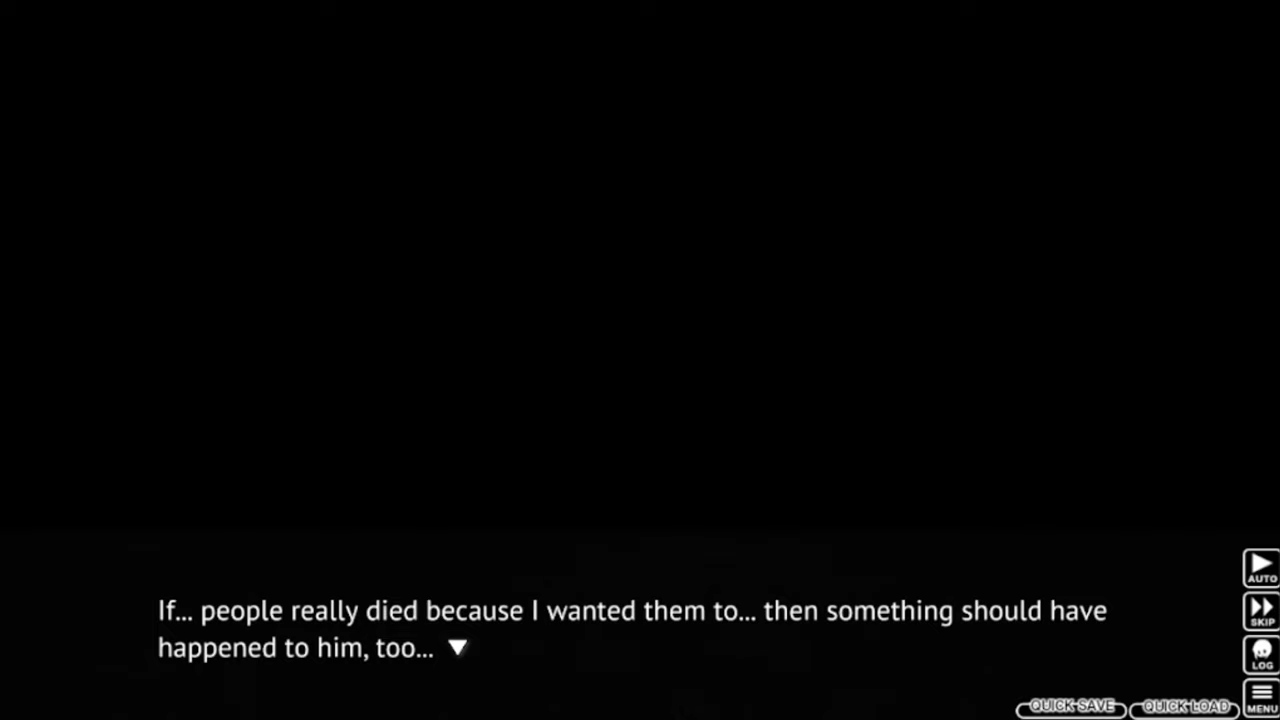 If... people really died because I wanted them to... then something should have
happened to him, too...
AUTO
SKIP
LOG
MENU
QUICK SAVE QUICK LOAD